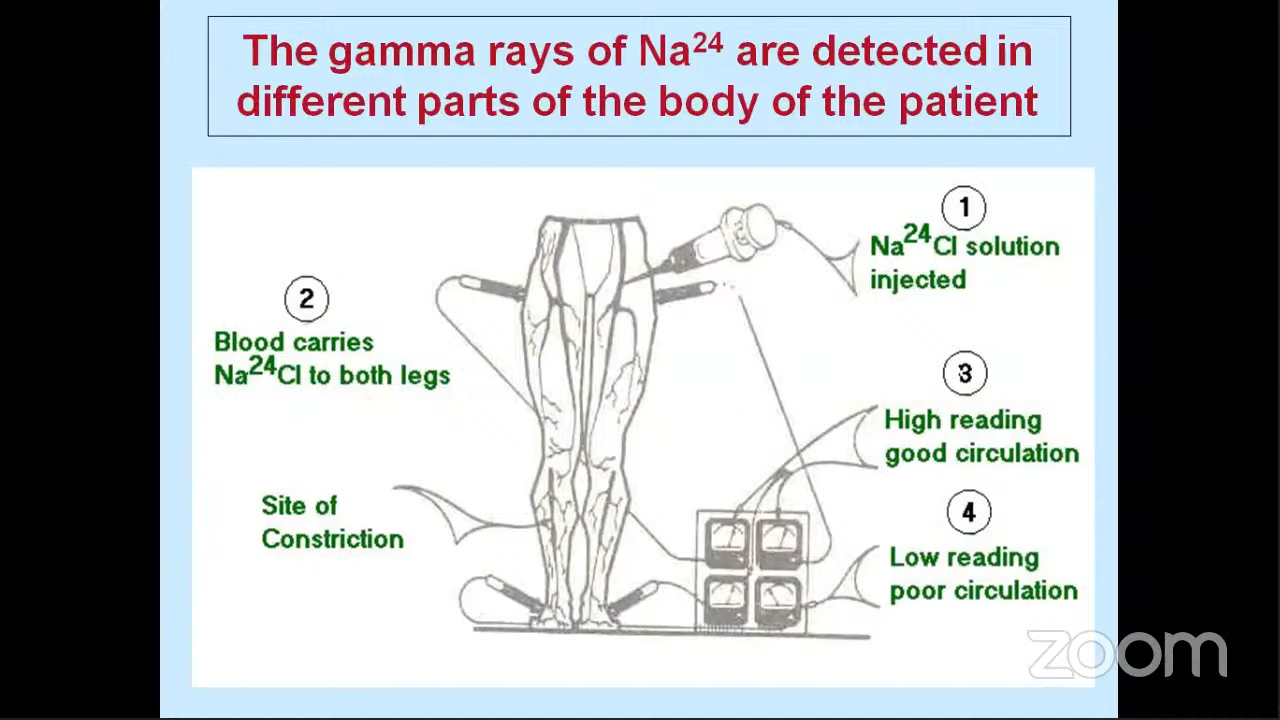 The gamma rays of Na24 are detected in
different parts of the body of the patient
1
Na24Cl solution
injected
2
Blood carries
Na24Cl to both legs
3
High reading
good circulation
Site of
Constriction
4
Low reading
poor circulation
zoom